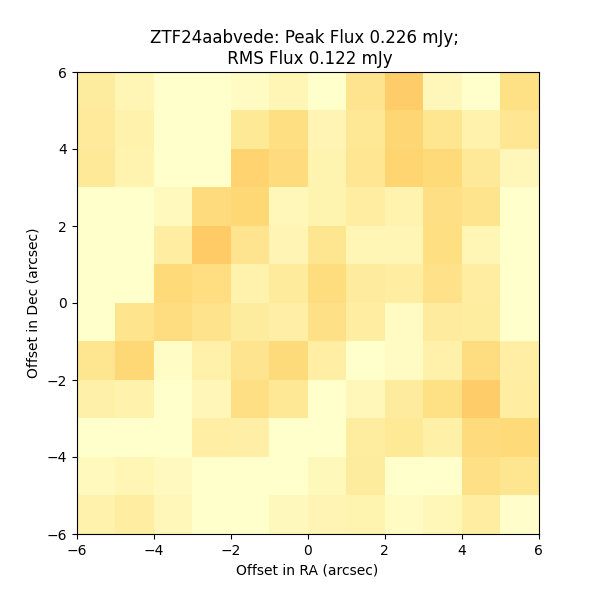 ZTF24aabvede: Peak Flux 0.226 mJy;
RMS Flux 0.122 mJy
6
4
2
0
−2
−4
−6
Offset in Dec (arcsec)
−6 −4 −2 0 2 4 6
Offset in RA (arcsec)